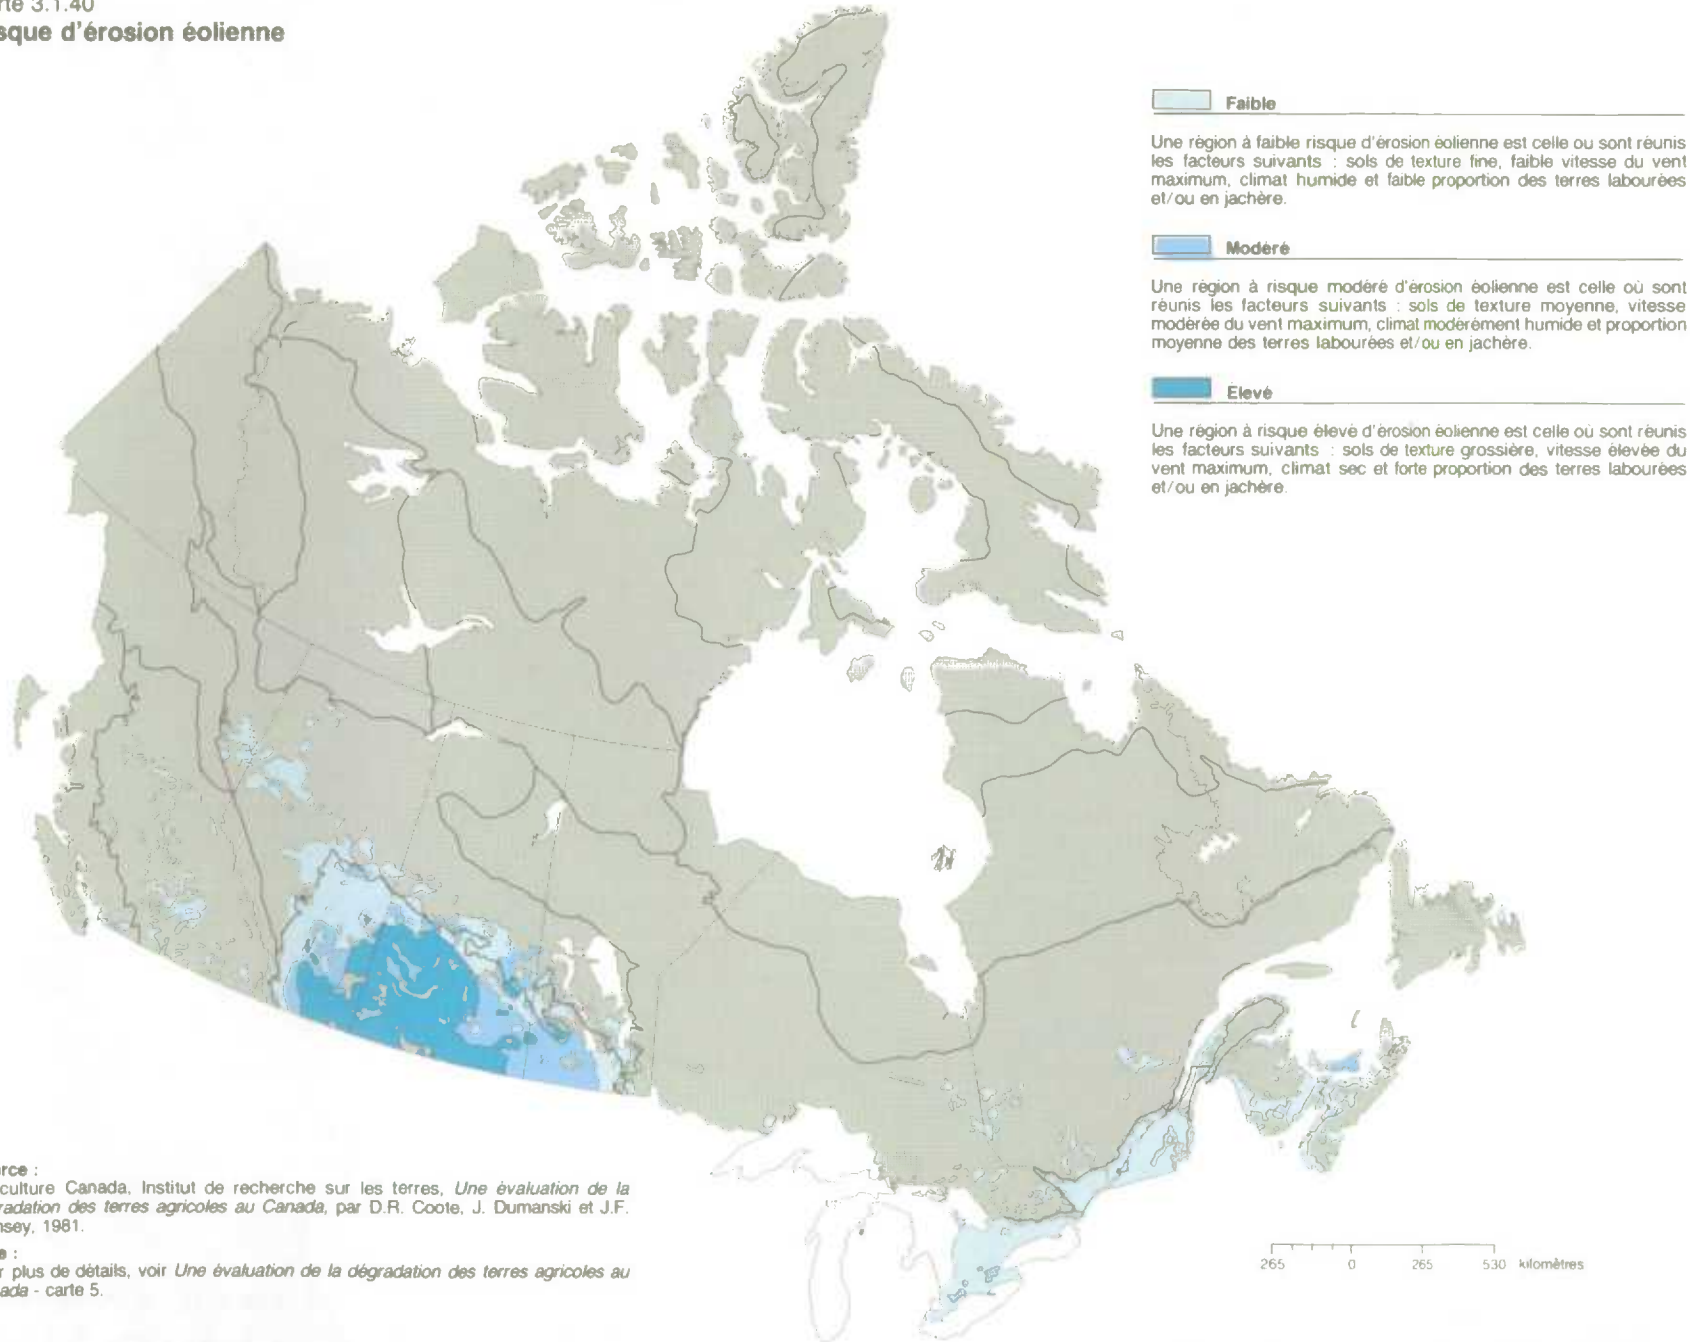 rte 3.1.40
sque d'érosion éolienne
Faible
Une région à faible risque d'érosion éolienne est celle ou sont réunis
les facteurs suivants : sols de texture fine, faible vitesse du vent
maximum, climat humide et faible proportion des terres labourées
et/ou en jachère.
Modéré
Une région à risque modéré d'érosion éolienne est celle où sont
réunis les facteurs suivants : sols de texture moyenne, vitesse
modérée du vent maximum, climat modérément humide et proportion
moyenne des terres labourées et/ou en jachère.
Elevé
Une région à risque élevé d'érosion éolienne est celle où sont réunis
les facteurs suivants : sols de texture grossière, vitesse élevée du
vent maximum, climat sec et forte proportion des terres labourées
et/ou en jachère.
rce :
culture Canada, Institut de recherche sur les terres, Une évaluation de la
radation des terres agricoles au Canada, par D.R. Coote, J. Dumanski et J.F.
nsey, 1981.
e :
r plus de détails, voir Une évaluation de la dégradation des terres agricoles au
ada - carte 5.
265 0 265 530 kilomètres